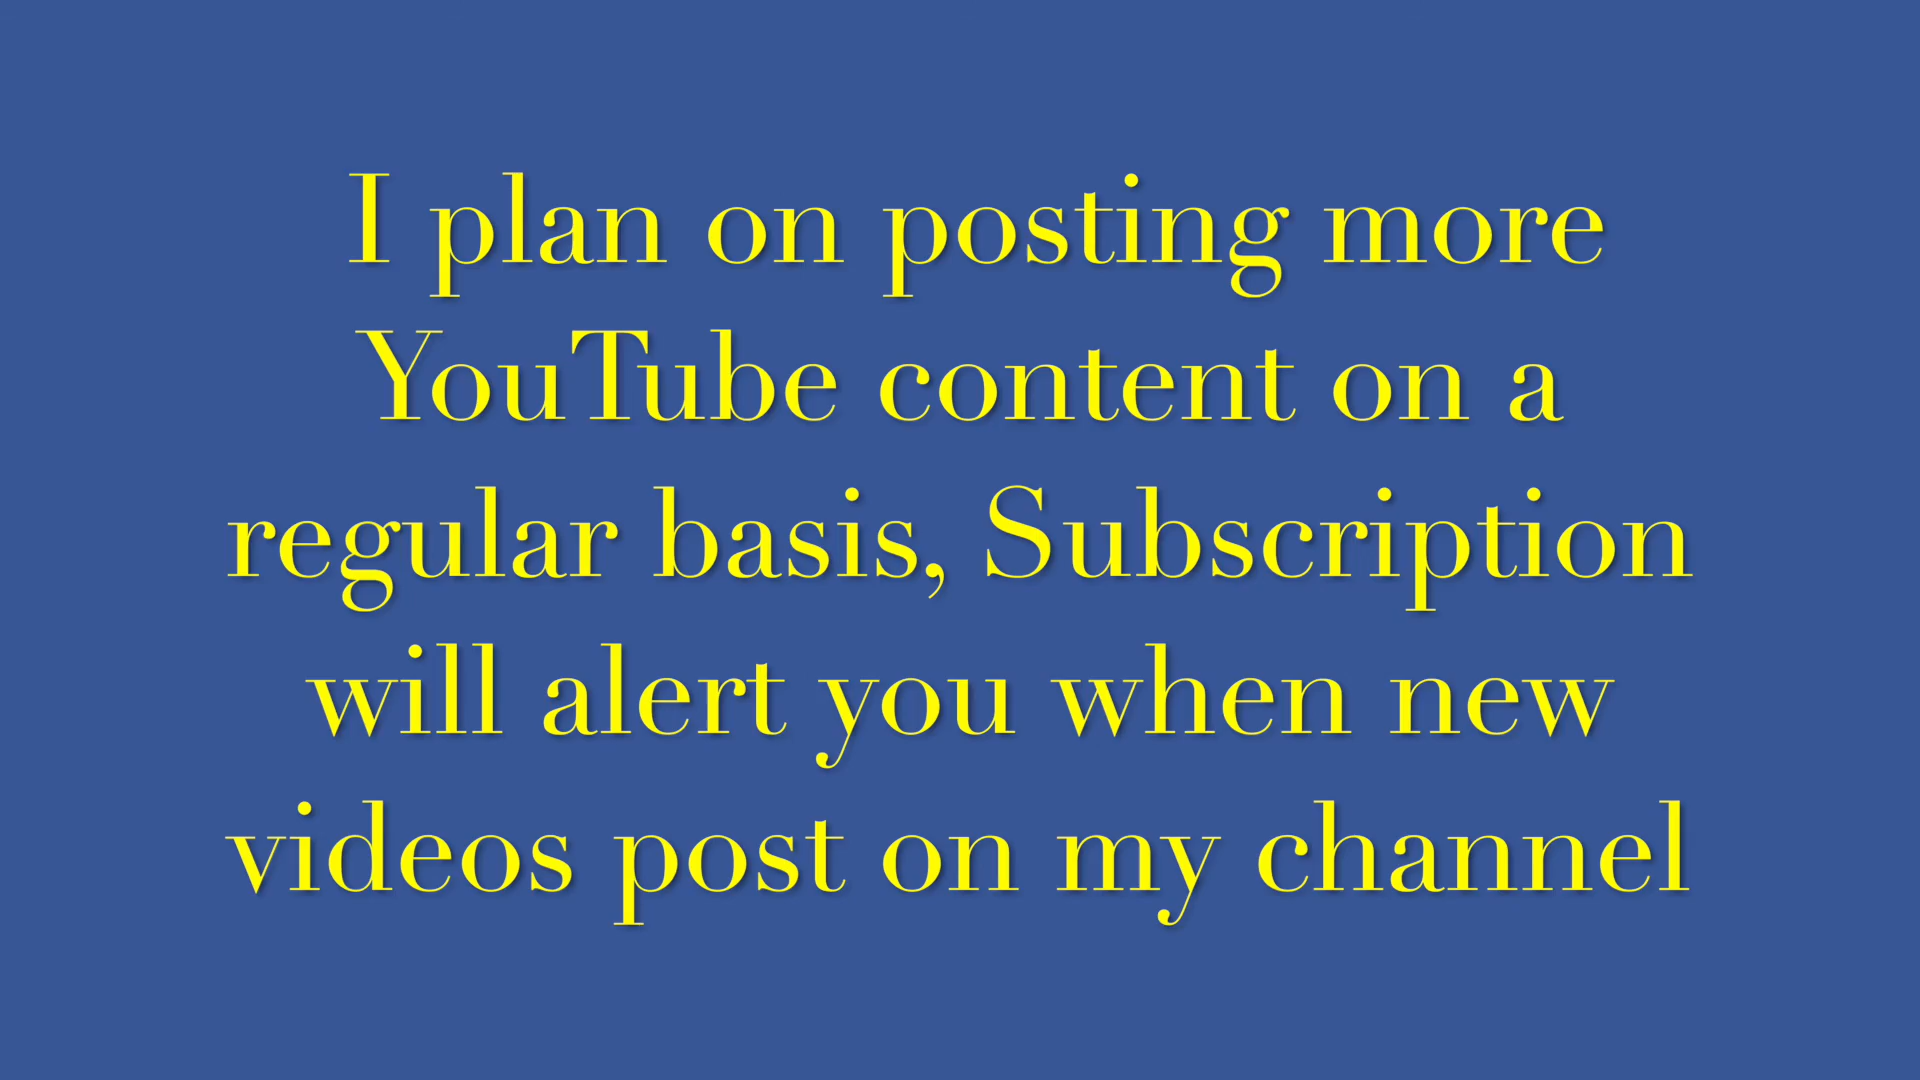 I plan on posting more
YouTube content on a
regular basis, Subscription
will alert you when new
videos post on my channel